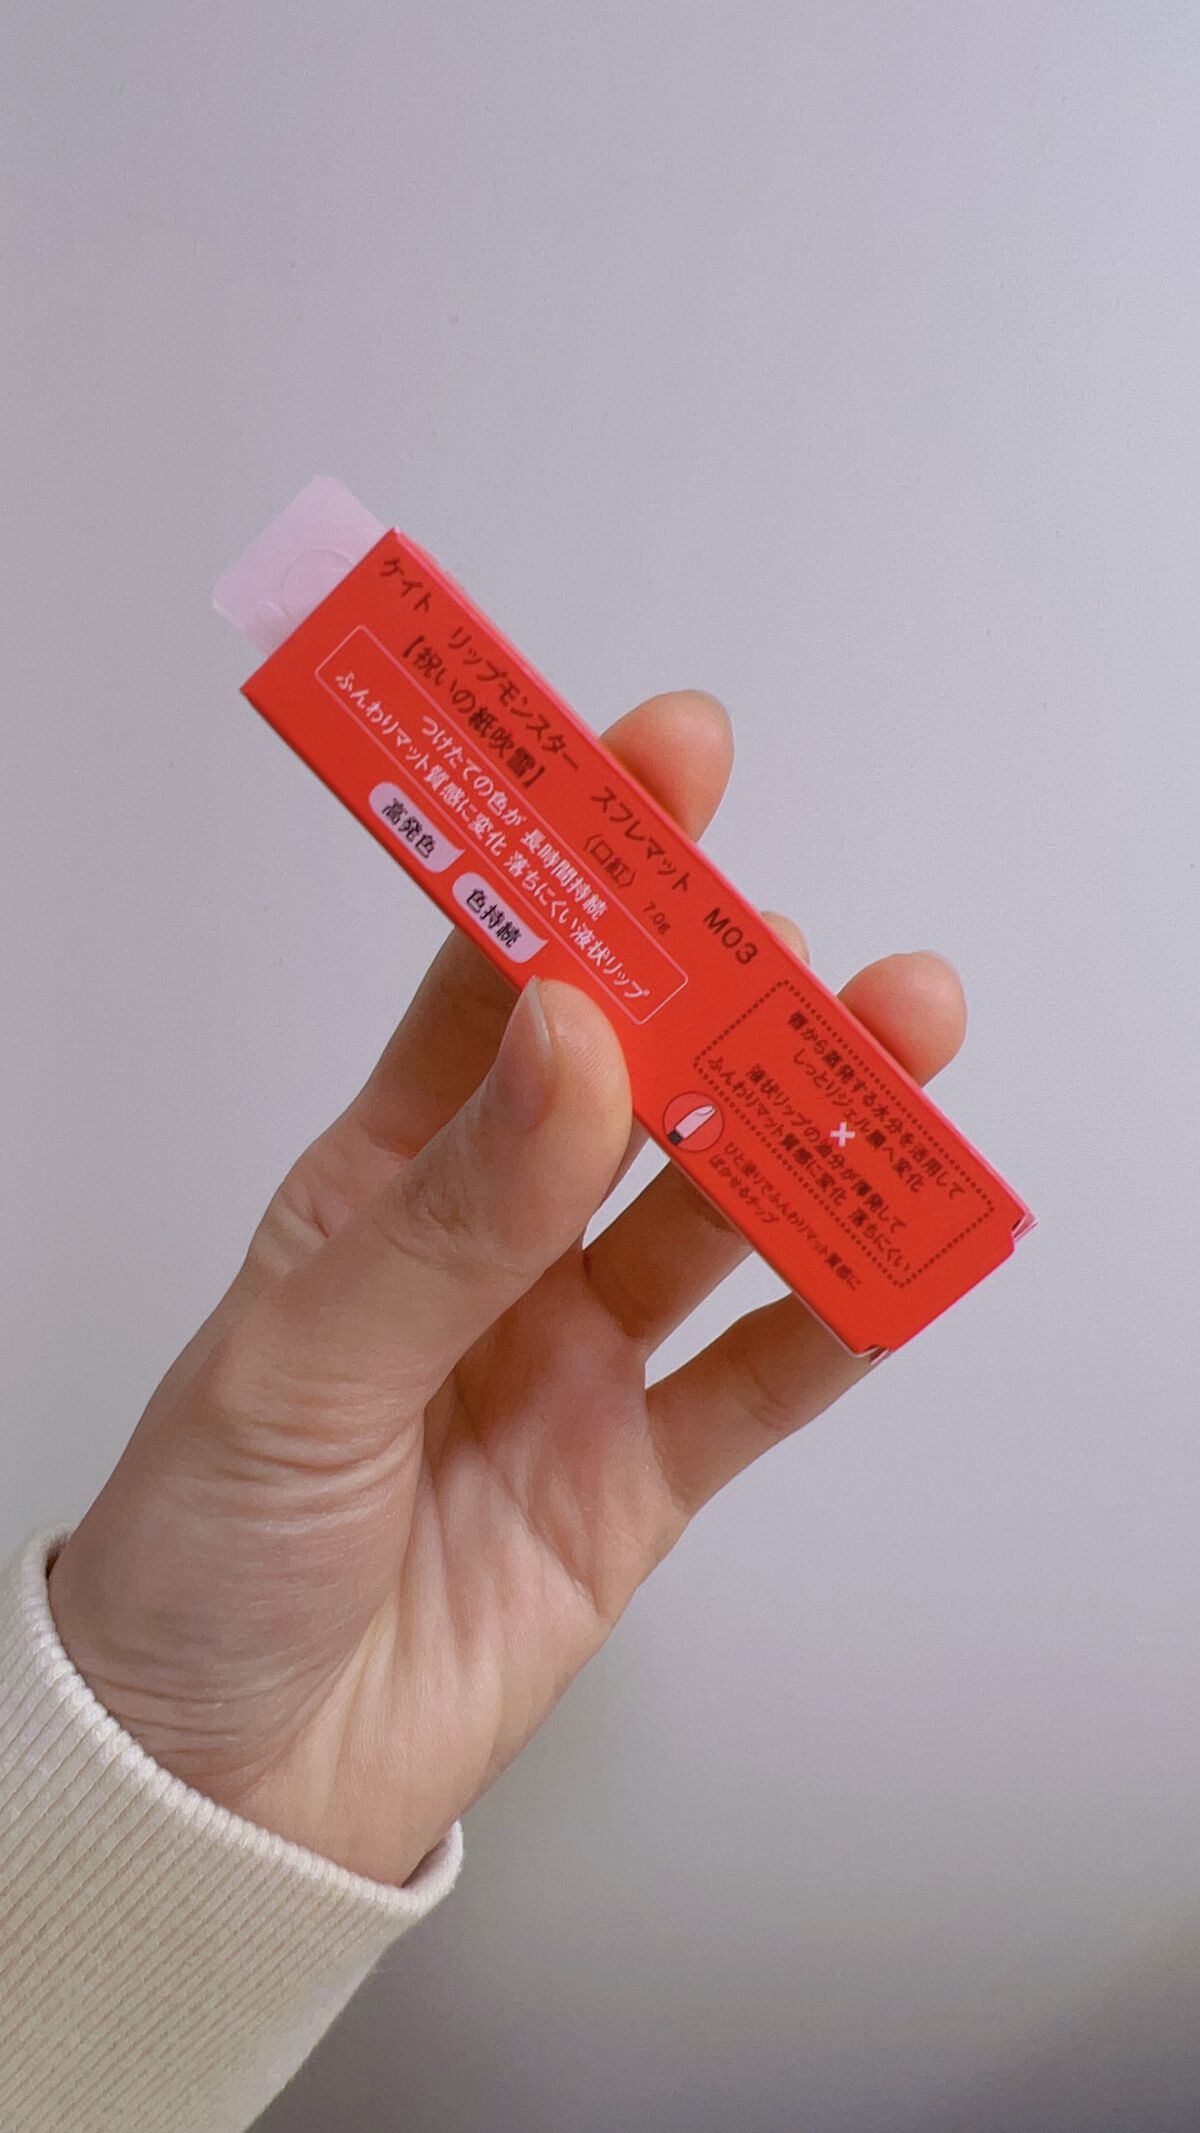 ケイト リップモンスター スフレマット M03
【祝いの紙吹雪】 〈口紅〉 7.0g
つけたての色が 長時間持続
ふんわりマット質感に変化 落ちにくい液状リップ
高発色 色持続
唇から蒸発する水分を活用して
しっとりジェル膜へ変化
×
液状リップの油分が揮発して
ふんわりマット質感に変化 落ちにくい
ひと塗りでふんわりマット質感に
ぼかせるチップ